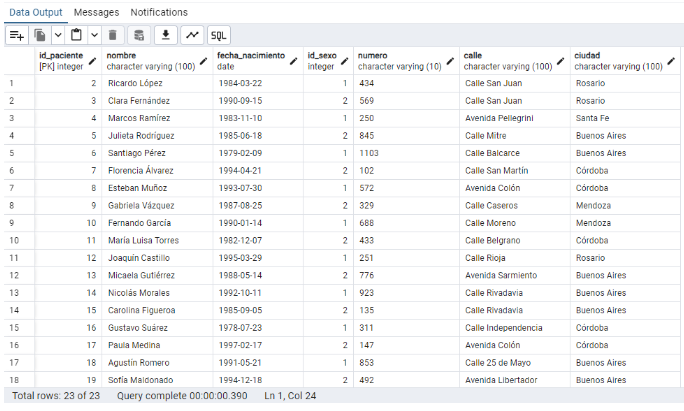 Data Output Messages Notifications
SQL
id_paciente nombre fecha_nacimiento id_sexo numero calle ciudad
[PK] integer character varying (100) date integer character varying (10) character varying (100) character varying (100)
1 2 Ricardo López 1984-03-22 1 434 Calle San Juan Rosario
2 3 Clara Fernández 1990-09-15 2 569 Calle San Juan Rosario
3 4 Marcos Ramírez 1983-11-10 1 250 Avenida Pellegrini Santa Fe
4 5 Julieta Rodríguez 1985-06-18 2 845 Calle Mitre Buenos Aires
5 6 Santiago Pérez 1979-02-09 1 1103 Calle Balcarce Buenos Aires
6 7 Florencia Álvarez 1994-04-21 2 102 Calle San Martín Córdoba
7 8 Esteban Muñoz 1993-07-30 1 572 Avenida Colón Córdoba
8 9 Gabriela Vázquez 1987-08-25 2 329 Calle Caseros Mendoza
9 10 Fernando García 1990-01-14 1 688 Calle Moreno Mendoza
10 11 María Luisa Torres 1982-12-07 2 433 Calle Belgrano Córdoba
11 12 Joaquín Castillo 1995-03-29 1 251 Calle Rioja Rosario
12 13 Micaela Gutiérrez 1988-05-14 2 776 Avenida Sarmiento Buenos Aires
13 14 Nicolás Morales 1992-10-11 1 923 Calle Rivadavia Buenos Aires
14 15 Carolina Figueroa 1985-09-05 2 135 Calle Rivadavia Buenos Aires
15 16 Gustavo Suárez 1978-07-23 1 311 Calle Independencia Córdoba
16 17 Paula Medina 1997-02-17 2 147 Avenida Colón Córdoba
17 18 Agustín Romero 1991-05-21 1 853 Calle 25 de Mayo Buenos Aires
18 19 Sofía Maldonado 1994-12-18 2 492 Avenida Libertador Buenos Aires
Total rows: 23 of 23 Query complete 00:00:00.390 Ln 1, Col 24